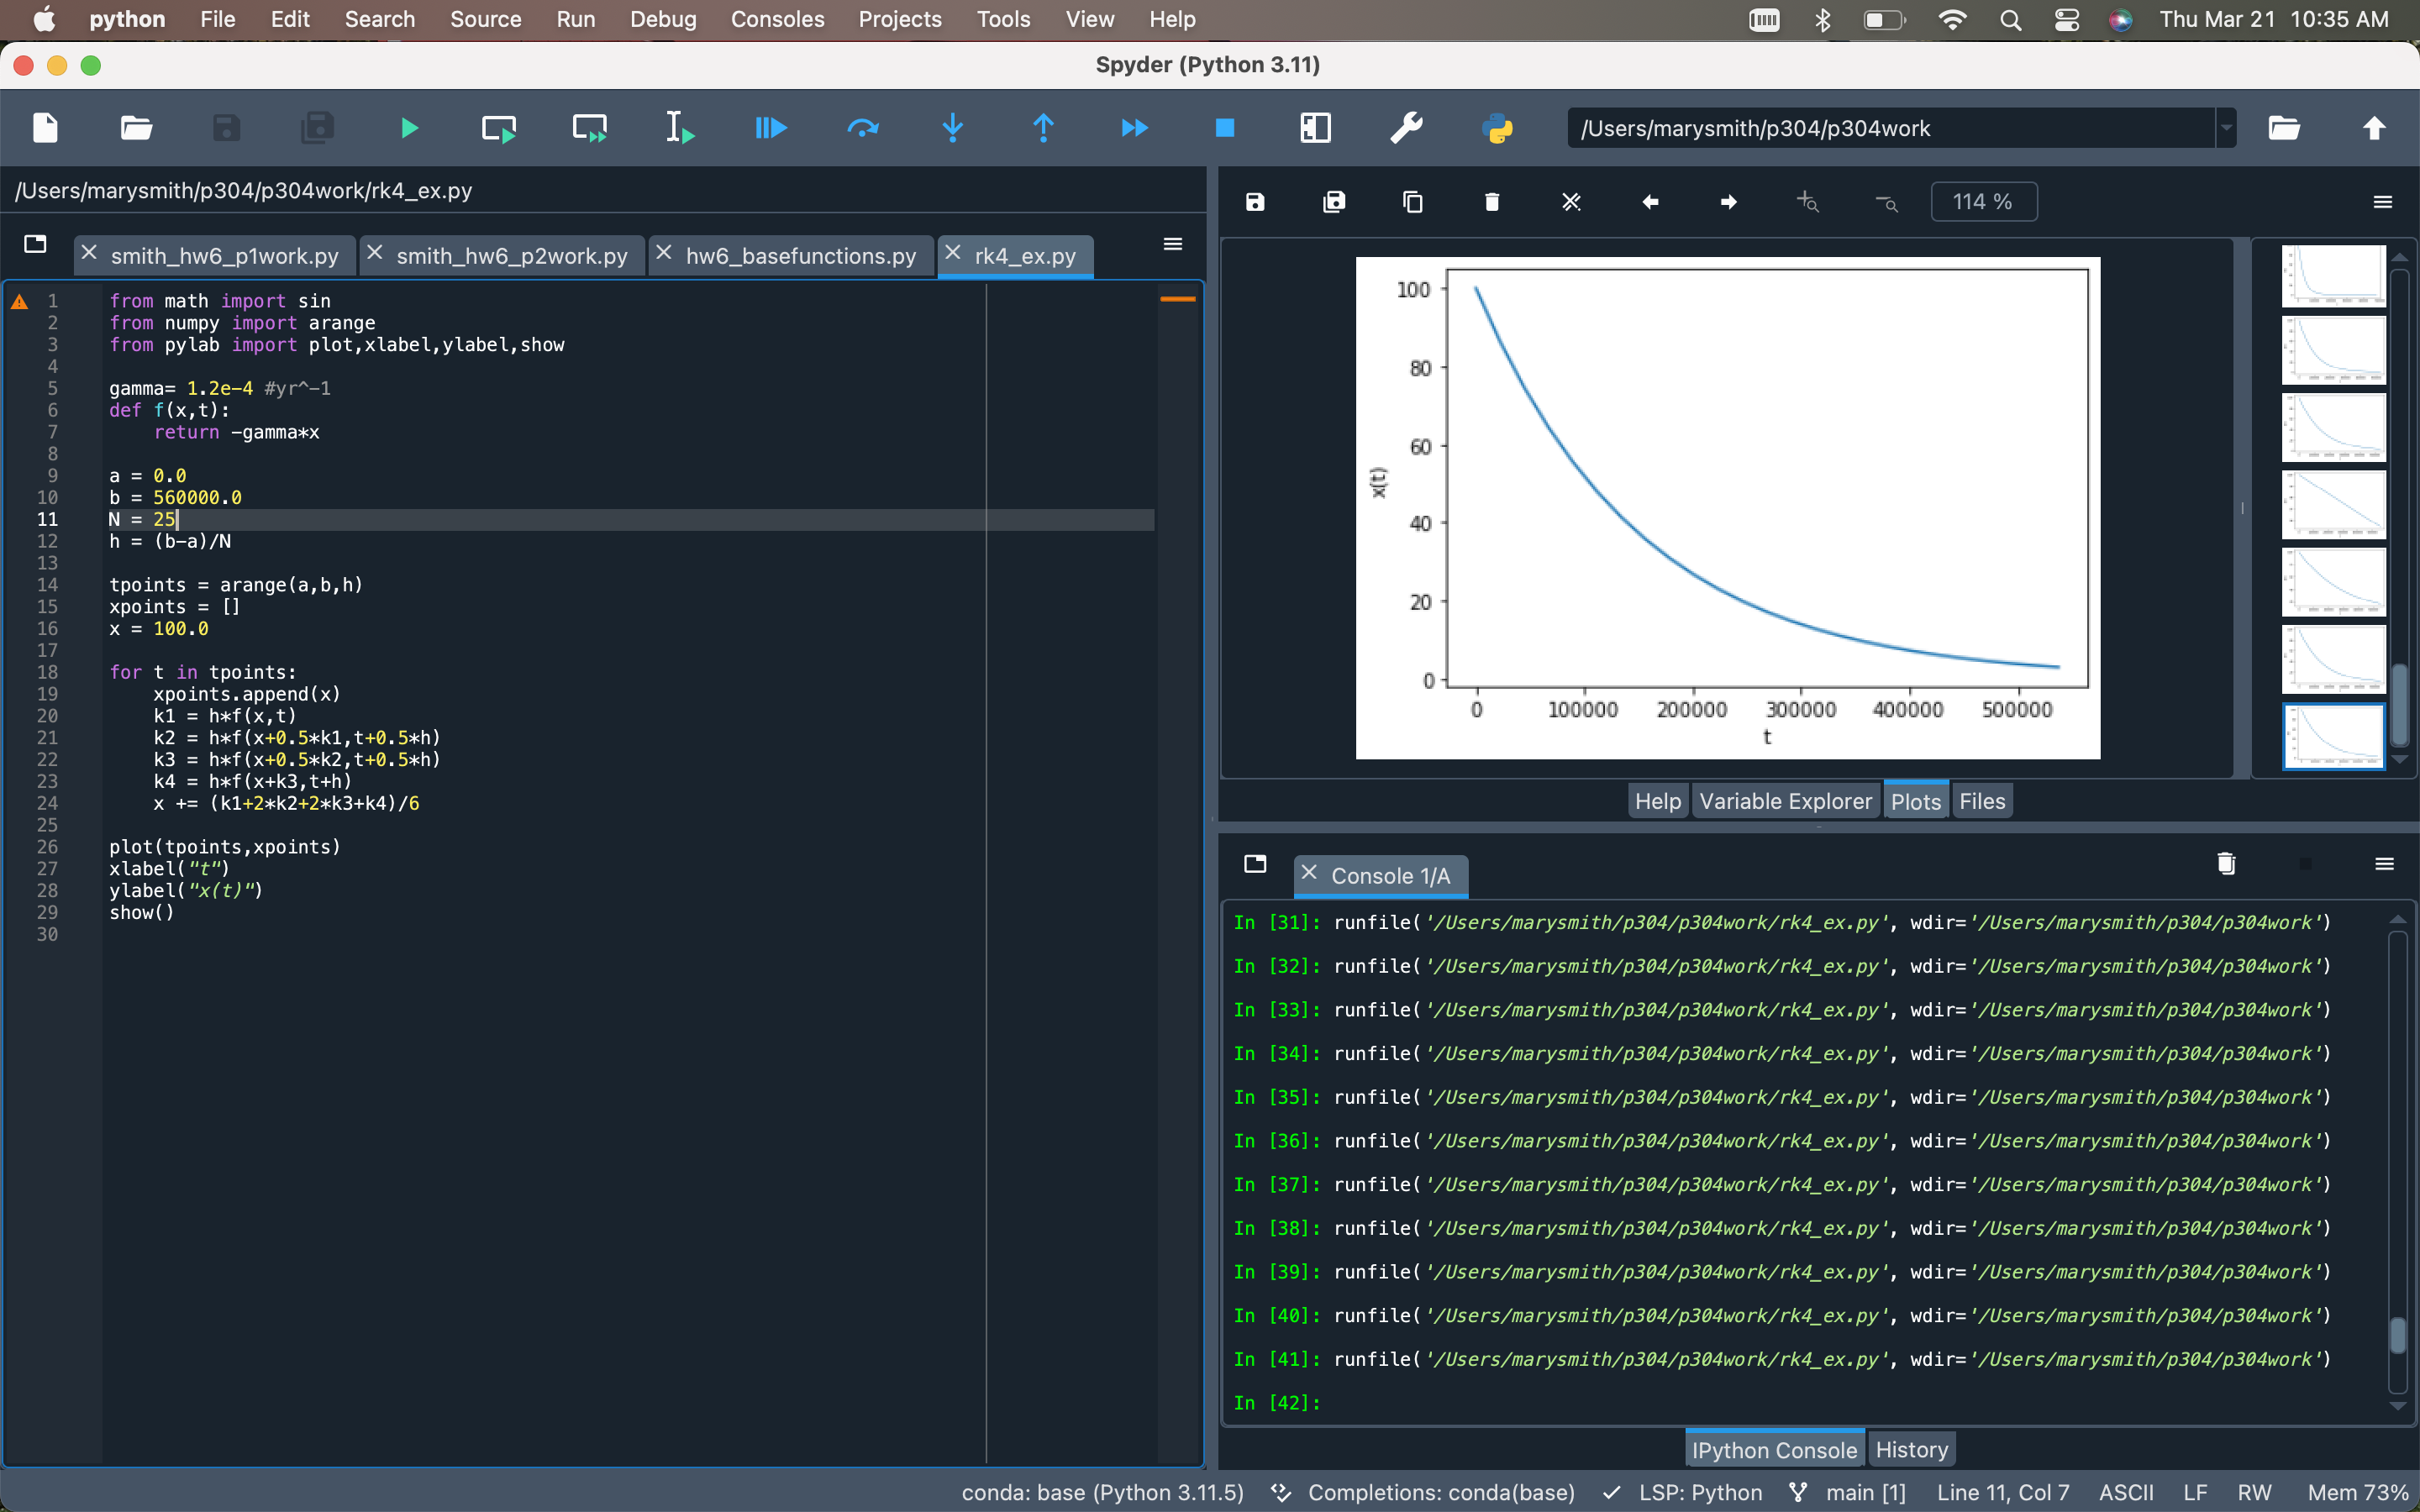 python File Edit Search Source Run Debug Consoles Projects Tools View Help Thu Mar 21 10:35 AM
Spyder (Python 3.11)
/Users/marysmith/p304/p304work
/Users/marysmith/p304/p304work/rk4_ex.py
smith_hw6_p1work.py smith_hw6_p2work.py hw6_basefunctions.py rk4_ex.py
1 from math import sin
2 from numpy import arange
3 from pylab import plot,xlabel,ylabel,show
4
5 gamma= 1.2e-4 #yr^-1
6 def f(x,t):
7 return -gamma*x
8
9 a = 0.0
10 b = 560000.0
11 N = 25
12 h = (b-a)/N
13
14 tpoints = arange(a,b,h)
15 xpoints = []
16 x = 100.0
17
18 for t in tpoints:
19 xpoints.append(x)
20 k1 = h*f(x,t)
21 k2 = h*f(x+0.5*k1,t+0.5*h)
22 k3 = h*f(x+0.5*k2,t+0.5*h)
23 k4 = h*f(x+k3,t+h)
24 x += (k1+2*k2+2*k3+k4)/6
25
26 plot(tpoints,xpoints)
27 xlabel("t")
28 ylabel("x(t)")
29 show()
30
114 %
100
80
60
40
20
0
x(t)
0 100000 200000 300000 400000 500000
t
Help Variable Explorer Plots Files
Console 1/A
In [31]: runfile('/Users/marysmith/p304/p304work/rk4_ex.py', wdir='/Users/marysmith/p304/p304work')
In [32]: runfile('/Users/marysmith/p304/p304work/rk4_ex.py', wdir='/Users/marysmith/p304/p304work')
In [33]: runfile('/Users/marysmith/p304/p304work/rk4_ex.py', wdir='/Users/marysmith/p304/p304work')
In [34]: runfile('/Users/marysmith/p304/p304work/rk4_ex.py', wdir='/Users/marysmith/p304/p304work')
In [35]: runfile('/Users/marysmith/p304/p304work/rk4_ex.py', wdir='/Users/marysmith/p304/p304work')
In [36]: runfile('/Users/marysmith/p304/p304work/rk4_ex.py', wdir='/Users/marysmith/p304/p304work')
In [37]: runfile('/Users/marysmith/p304/p304work/rk4_ex.py', wdir='/Users/marysmith/p304/p304work')
In [38]: runfile('/Users/marysmith/p304/p304work/rk4_ex.py', wdir='/Users/marysmith/p304/p304work')
In [39]: runfile('/Users/marysmith/p304/p304work/rk4_ex.py', wdir='/Users/marysmith/p304/p304work')
In [40]: runfile('/Users/marysmith/p304/p304work/rk4_ex.py', wdir='/Users/marysmith/p304/p304work')
In [41]: runfile('/Users/marysmith/p304/p304work/rk4_ex.py', wdir='/Users/marysmith/p304/p304work')
In [42]:
IPython Console History
conda: base (Python 3.11.5) Completions: conda(base) LSP: Python main [1] Line 11, Col 7 ASCII LF RW Mem 73%